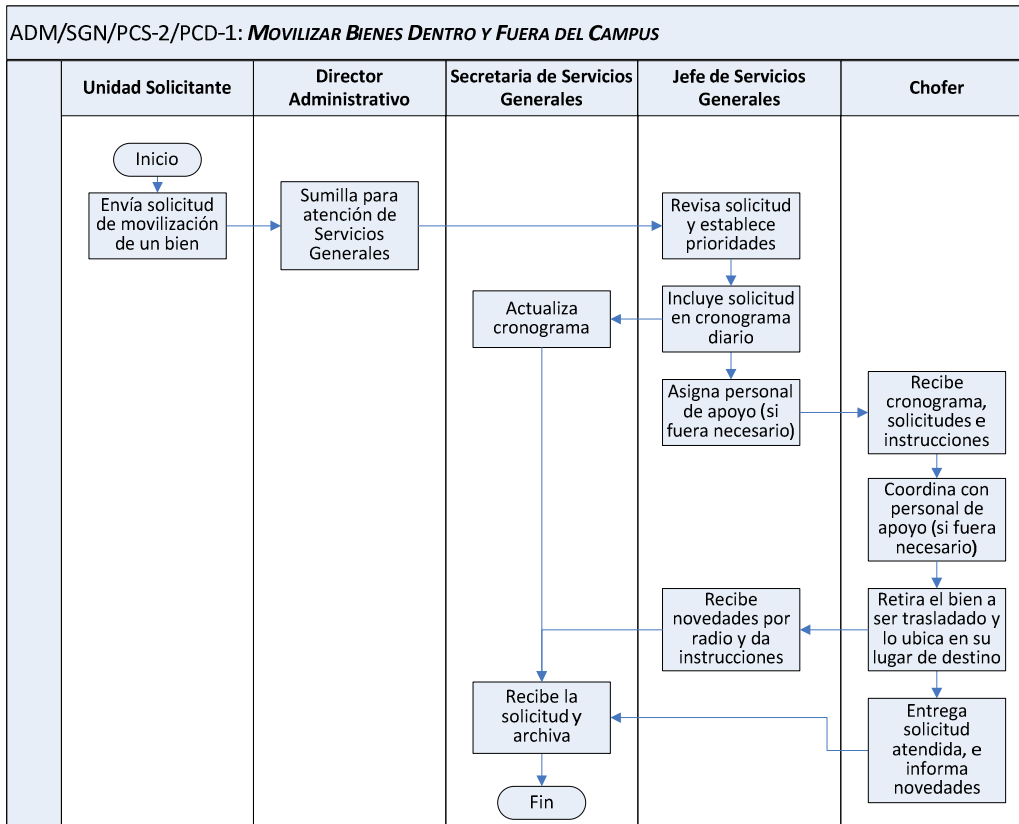 ADM/SGN/PCS-2/PCD-1: MOVILIZAR BIENES DENTRO Y FUERA DEL CAMPUS
Unidad Solicitante
Director
Administrativo
Secretaria de Servicios
Generales
Jefe de Servicios
Generales
Chofer
Inicio
Envía solicitud
de movilización
de un bien
Sumilla para
atención de
Servicios
Generales
Revisa solicitud
y establece
prioridades
Incluye solicitud
en cronograma
diario
Actualiza
cronograma
Asigna personal
de apoyo (si
fuera necesario)
Recibe
cronograma,
solicitudes e
instrucciones
Coordina con
personal de
apoyo (si fuera
necesario)
Retira el bien a
ser trasladado y
lo ubica en su
lugar de destino
Recibe
novedades por
radio y da
instrucciones
Entrega
solicitud
atendida, e
informa
novedades
Recibe la
solicitud y
archiva
Fin